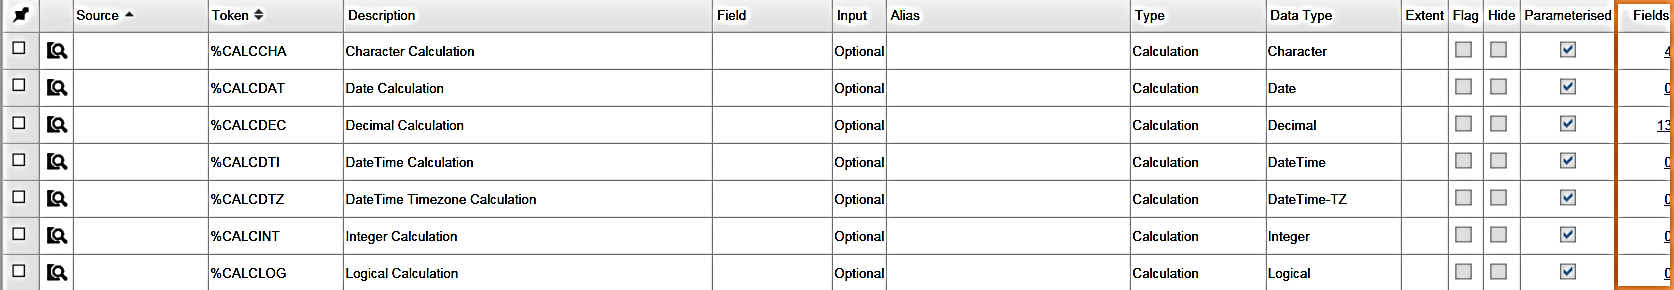 Source Token Description Field Input Alias Type Data Type Extent Flag Hide Parameterised Fields
%CALCCHA Character Calculation Optional Calculation Character 4
%CALCDAT Date Calculation Optional Calculation Date 0
%CALCDEC Decimal Calculation Optional Calculation Decimal 13
%CALCDTI DateTime Calculation Optional Calculation DateTime 0
%CALCDTZ DateTime Timezone Calculation Optional Calculation DateTime-TZ 0
%CALCINT Integer Calculation Optional Calculation Integer 0
%CALCLOG Logical Calculation Optional Calculation Logical 0